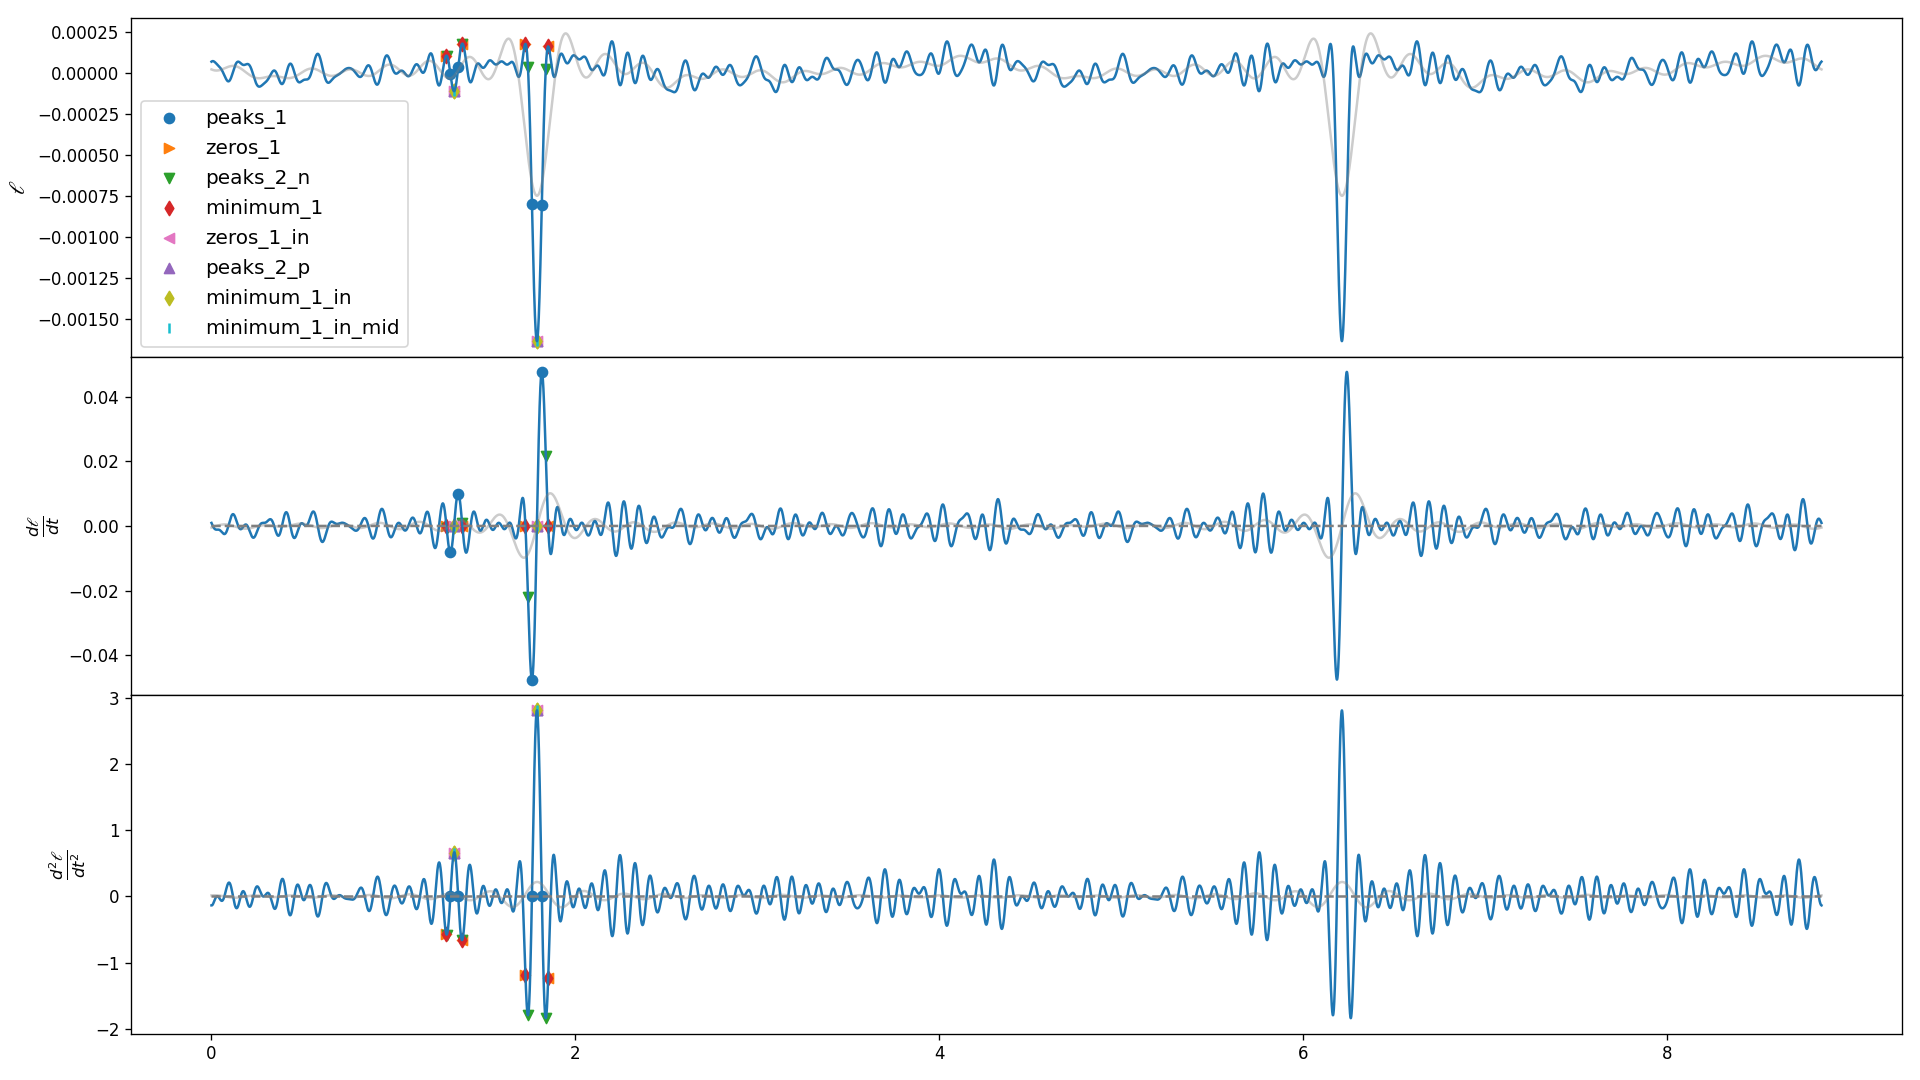 0.00025
0.00000
−0.00025
−0.00050
−0.00075
−0.00100
−0.00125
−0.00150
ℓ
peaks_1
zeros_1
peaks_2_n
minimum_1
zeros_1_in
peaks_2_p
minimum_1_in
minimum_1_in_mid
0.04
0.02
0.00
−0.02
−0.04
dℓ
dt
3
2
1
0
−1
−2
d²ℓ
dt²
0 2 4 6 8